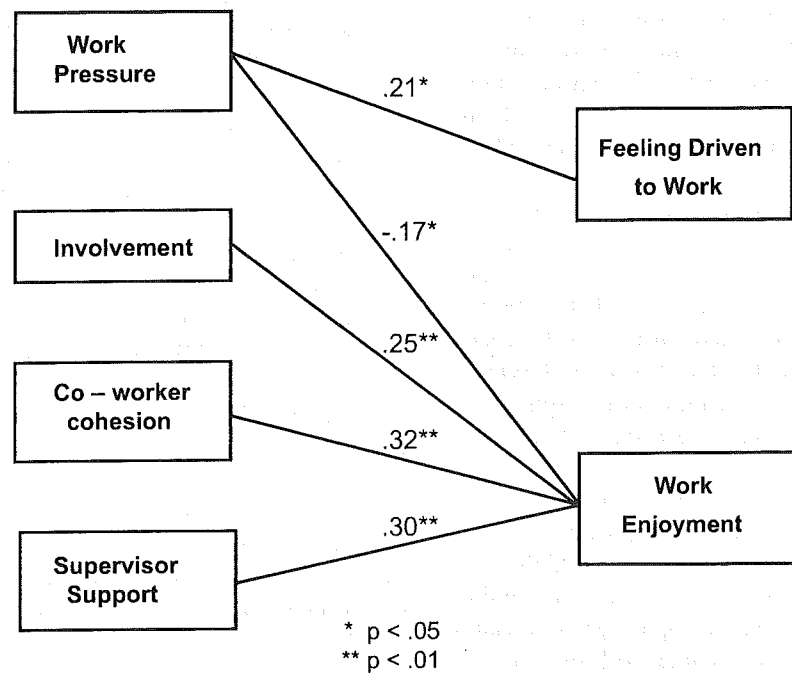 Work
Pressure
.21*
Feeling Driven
to Work
-.17*
Involvement
.25**
Co – worker
cohesion
.32**
Work
Enjoyment
.30**
Supervisor
Support
* p < .05
** p < .01